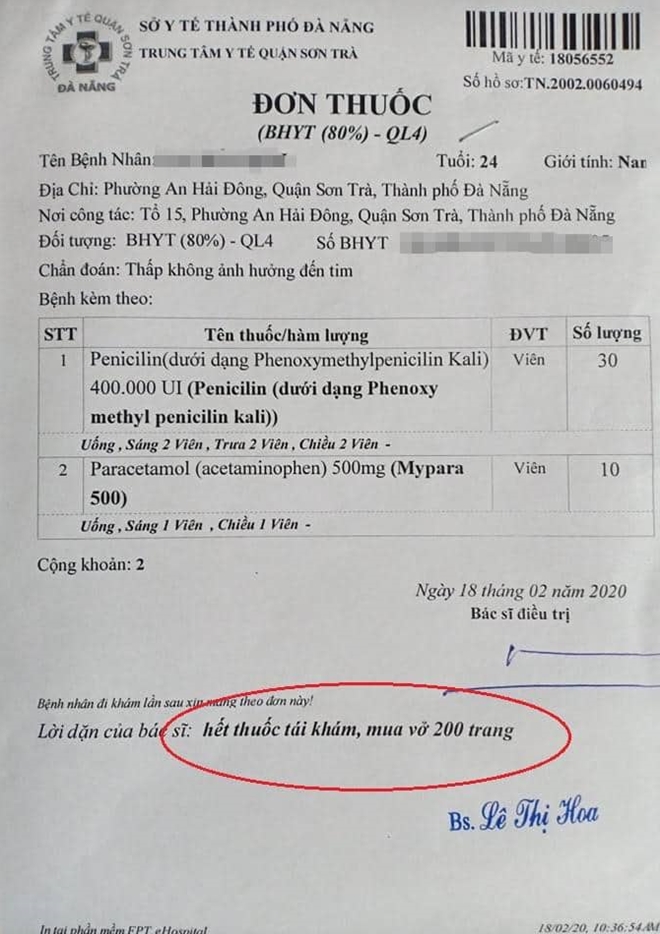 SỞ Y TẾ THÀNH PHỐ ĐÀ NẴNG
TRUNG TÂM Y TẾ QUẬN SƠN TRÀ
TRUNG TÂM Y TẾ QUẬN SƠN TRÀ
ĐÀ NẴNG
Mã y tế: 18056552
Số hồ sơ:TN.2002.0060494
ĐƠN THUỐC
(BHYT (80%) - QL4)
Tên Bệnh Nhân: Tuổi: 24 Giới tính: Nam
Địa Chỉ: Phường An Hải Đông, Quận Sơn Trà, Thành phố Đà Nẵng
Nơi công tác: Tổ 15, Phường An Hải Đông, Quận Sơn Trà, Thành phố Đà Nẵng
Đối tượng: BHYT (80%) - QL4 Số BHYT
Chẩn đoán: Thấp không ảnh hưởng đến tim
Bệnh kèm theo:
STT Tên thuốc/hàm lượng ĐVT Số lượng
1 Penicilin(dưới dạng Phenoxymethylpenicilin Kali) Viên 30
400.000 UI (Penicilin (dưới dạng Phenoxy
methyl penicilin kali))
Uống , Sáng 2 Viên , Trưa 2 Viên , Chiều 2 Viên -
2 Paracetamol (acetaminophen) 500mg (Mypara Viên 10
500)
Uống , Sáng 1 Viên , Chiều 1 Viên -
Cộng khoản: 2
Ngày 18 tháng 02 năm 2020
Bác sĩ điều trị
Bệnh nhân đi khám lần sau xin mang theo đơn này!
Lời dặn của bác sĩ: hết thuốc tái khám, mua vở 200 trang
Bs. Lê Thị Hoa
In tại phần mềm FPT eHospital
18/02/20, 10:36:54AM